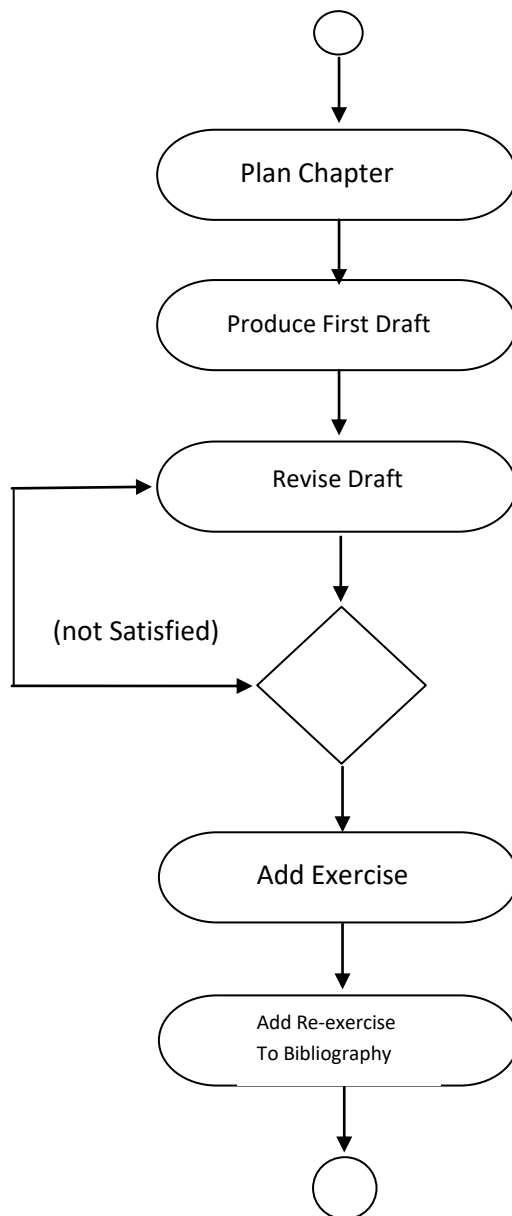 Plan Chapter
Produce First Draft
Revise Draft
(not Satisfied)
Add Exercise
Add Re-exercise
To Bibliography